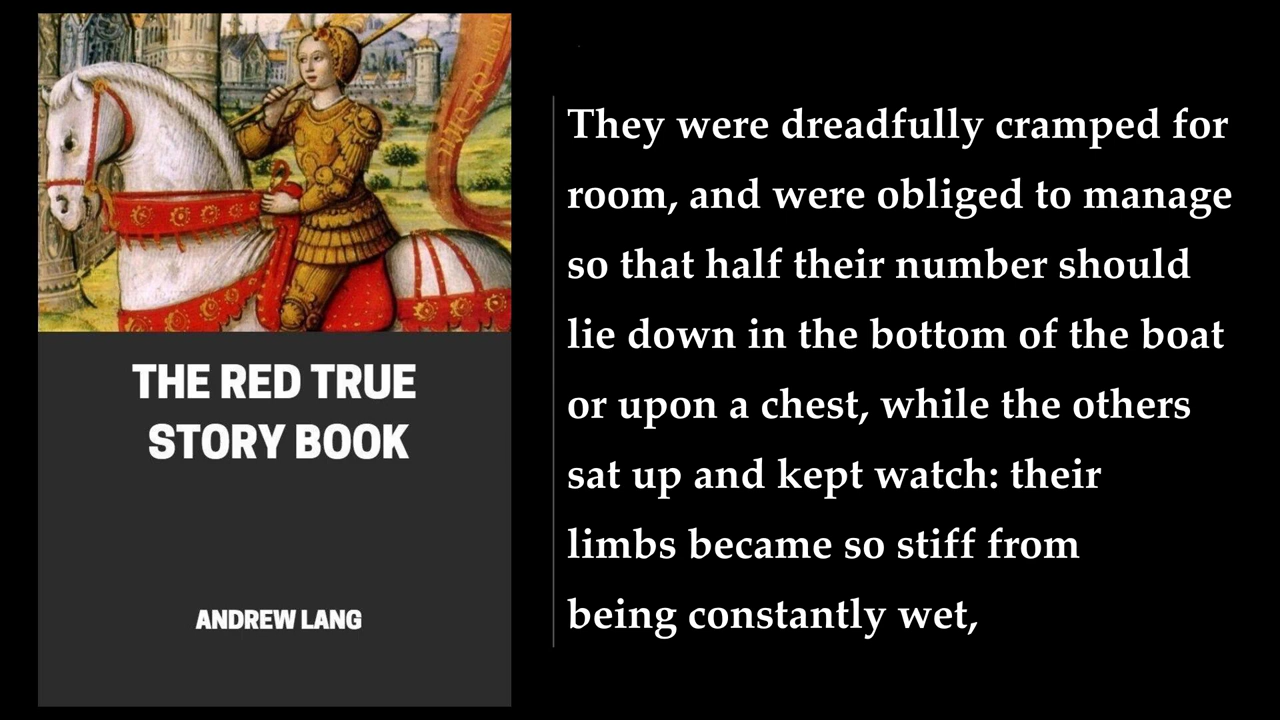 THE RED TRUE
STORY BOOK
ANDREW LANG
They were dreadfully cramped for
room, and were obliged to manage
so that half their number should
lie down in the bottom of the boat
or upon a chest, while the others
sat up and kept watch: their
limbs became so stiff from
being constantly wet,